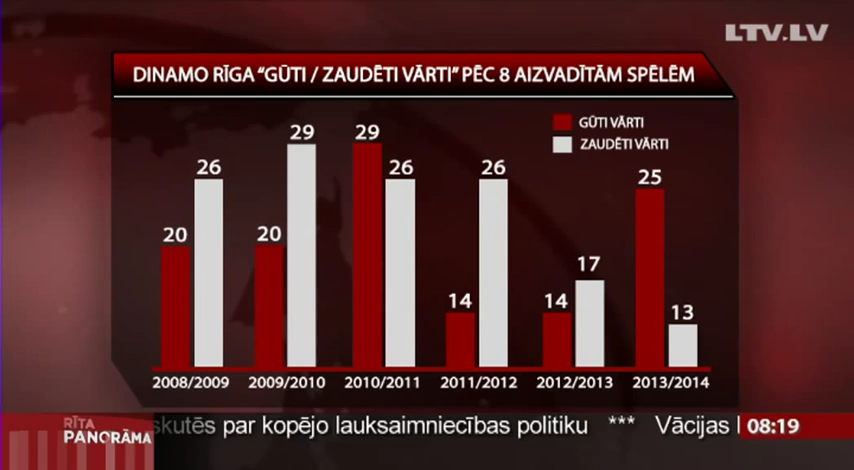 LTV.LV
DINAMO RĪGA “GŪTI / ZAUDĒTI VĀRTI” PĒC 8 AIZVADĪTĀM SPĒLĒM
GŪTI VĀRTI
ZAUDĒTI VĀRTI
20 26 20 29 29 26 14 26 14 17 25 13
2008/2009 2009/2010 2010/2011 2011/2012 2012/2013 2013/2014
RĪTA
PANORĀMA
skutēs par kopējo lauksaimniecības politiku *** Vācijas
08:19